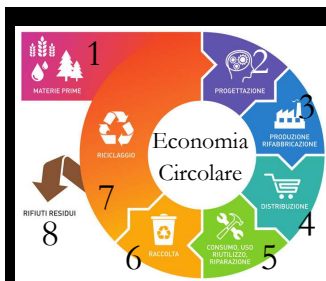 1
MATERIE PRIME
2
PROGETTAZIONE
3
PRODUZIONE
RIFABBRICAZIONE
Economia
Circolare
RICICLAGGIO
7
DISTRIBUZIONE
4
CONSUMO, USO
RIUTILIZZO,
RIPARAZIONE
5
6
RACCOLTA
RIFIUTI RESIDUI
8